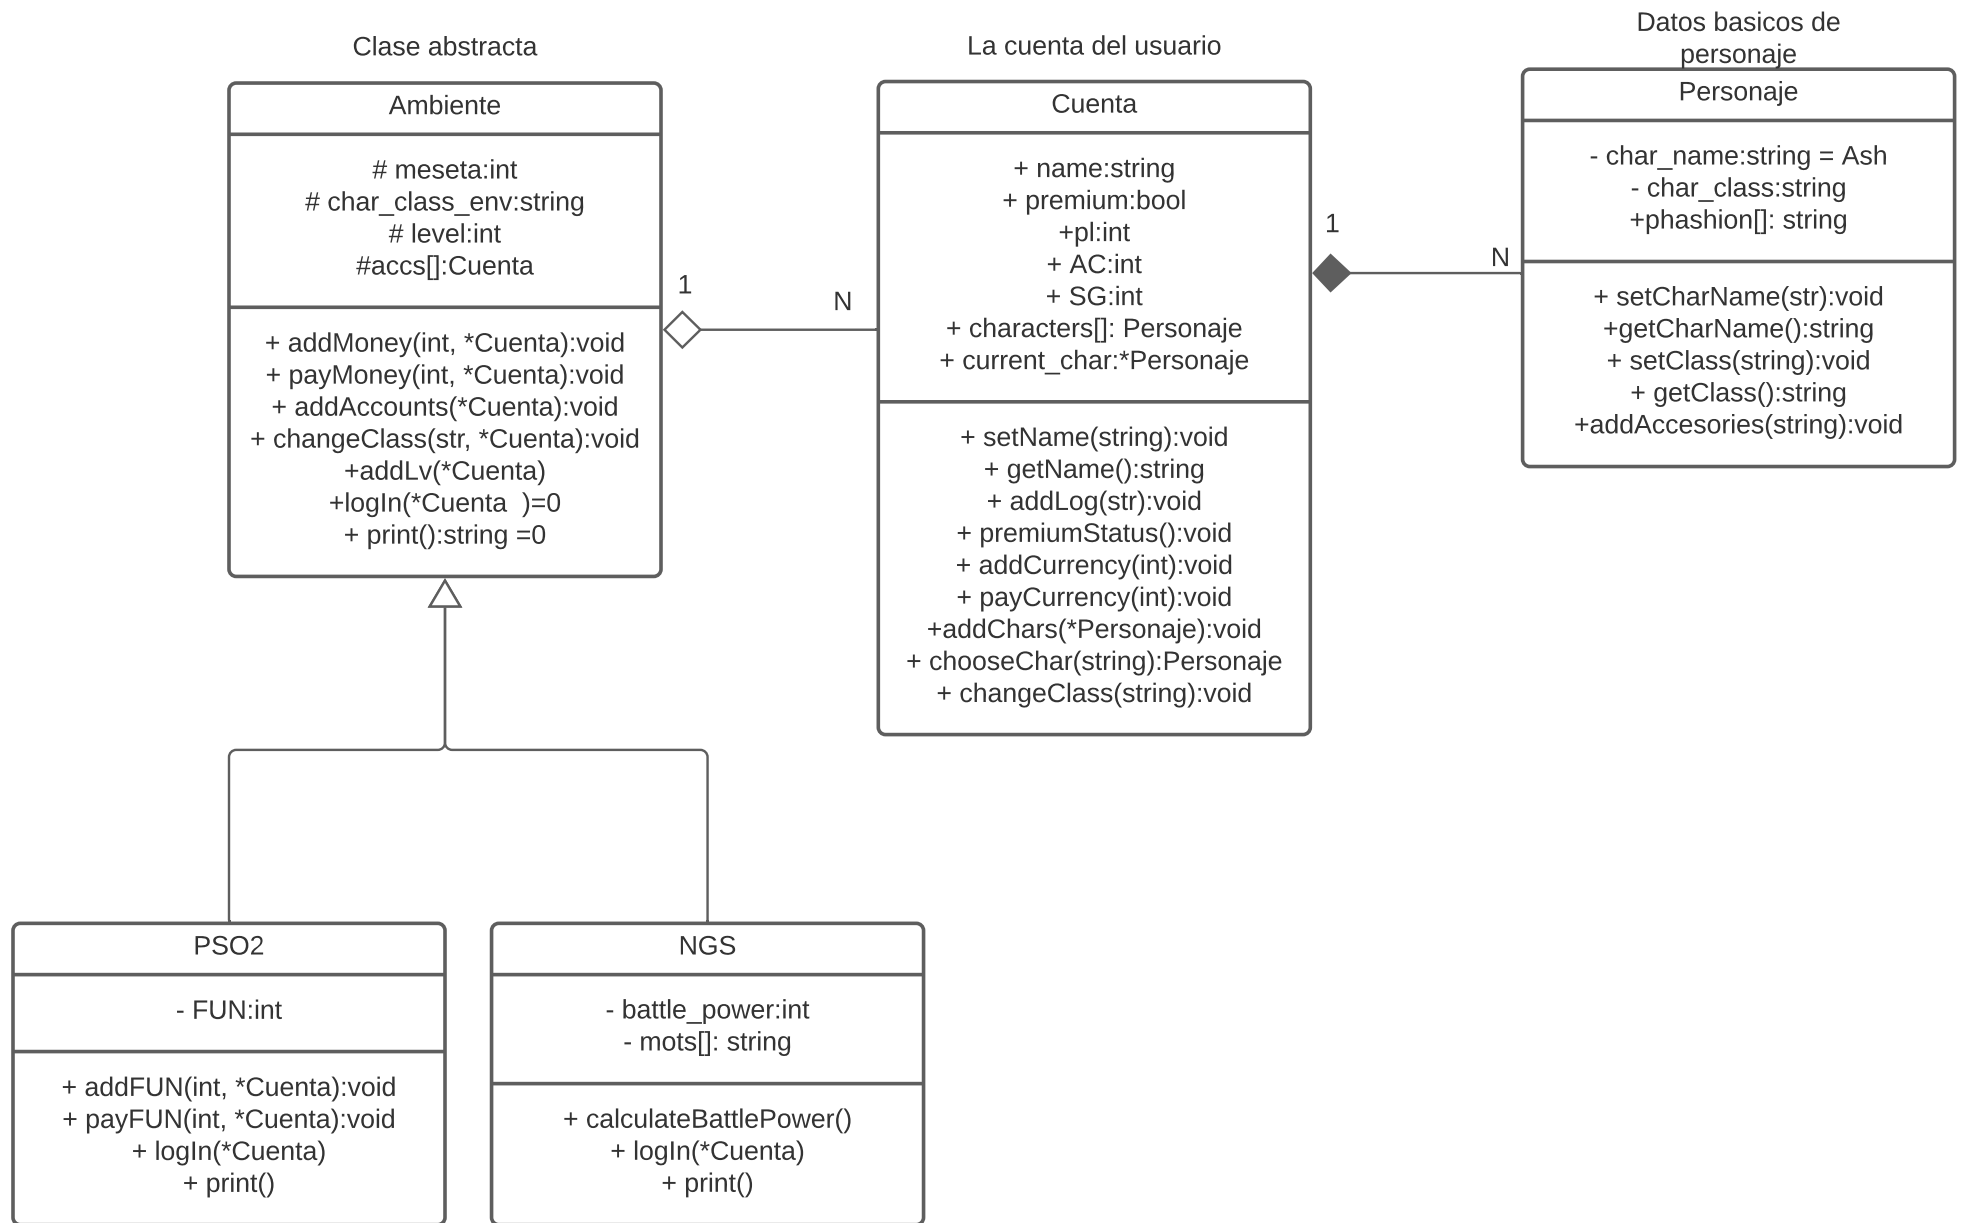 Clase abstracta
Ambiente
# meseta:int
# char_class_env:string
# level:int
#accs[]:Cuenta
+ addMoney(int, *Cuenta):void
+ payMoney(int, *Cuenta):void
+ addAccounts(*Cuenta):void
+ changeClass(str, *Cuenta):void
+addLv(*Cuenta)
+logIn(*Cuenta  )=0
+ print():string =0
1
N
La cuenta del usuario
Cuenta
+ name:string
+ premium:bool
+pl:int
+ AC:int
+ SG:int
+ characters[]: Personaje
+ current_char:*Personaje
+ setName(string):void
+ getName():string
+ addLog(str):void
+ premiumStatus():void
+ addCurrency(int):void
+ payCurrency(int):void
+addChars(*Personaje):void
+ chooseChar(string):Personaje
+ changeClass(string):void
1
N
Datos basicos de
personaje
Personaje
- char_name:string = Ash
- char_class:string
+phashion[]: string
+ setCharName(str):void
+getCharName():string
+ setClass(string):void
+ getClass():string
+addAccesories(string):void
PSO2
- FUN:int
+ addFUN(int, *Cuenta):void
+ payFUN(int, *Cuenta):void
+ logIn(*Cuenta)
+ print()
NGS
- battle_power:int
- mots[]: string
+ calculateBattlePower()
+ logIn(*Cuenta)
+ print()